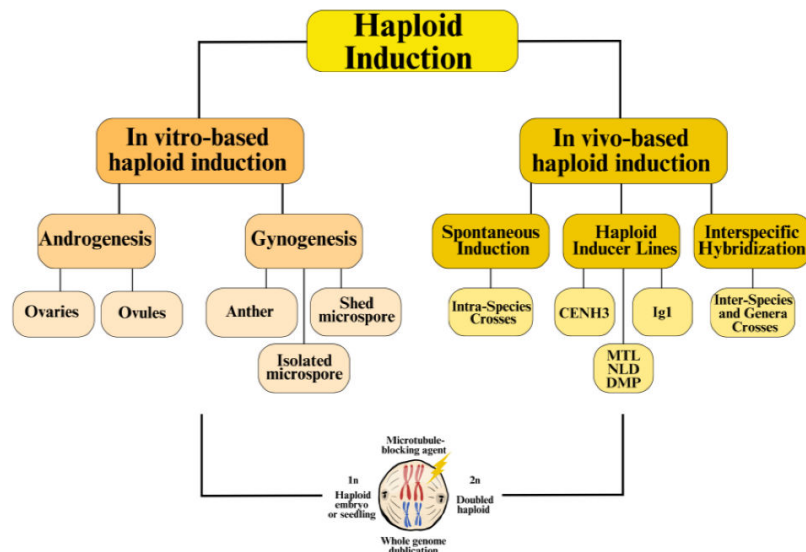 Haploid
Induction
In vitro-based
haploid induction
In vivo-based
haploid induction
Androgenesis
Gynogenesis
Spontaneous
Induction
Haploid
Inducer Lines
Interspecific
Hybridization
Ovaries
Ovules
Anther
Shed
microspore
Isolated
microspore
Intra-Species
Crosses
CENH3
Ig1
MTL
NLD
DMP
Inter-Species
and Genera
Crosses
Microtubule-
blocking agent
1n
Haploid
embryo
or seedling
2n
Doubled
haploid
Whole genome
dublication